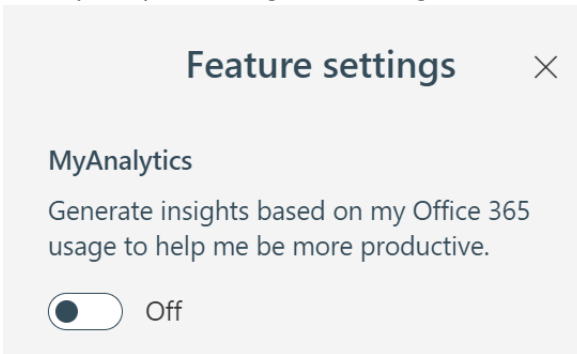 Feature settings
MyAnalytics
Generate insights based on my Office 365
usage to help me be more productive.
Off